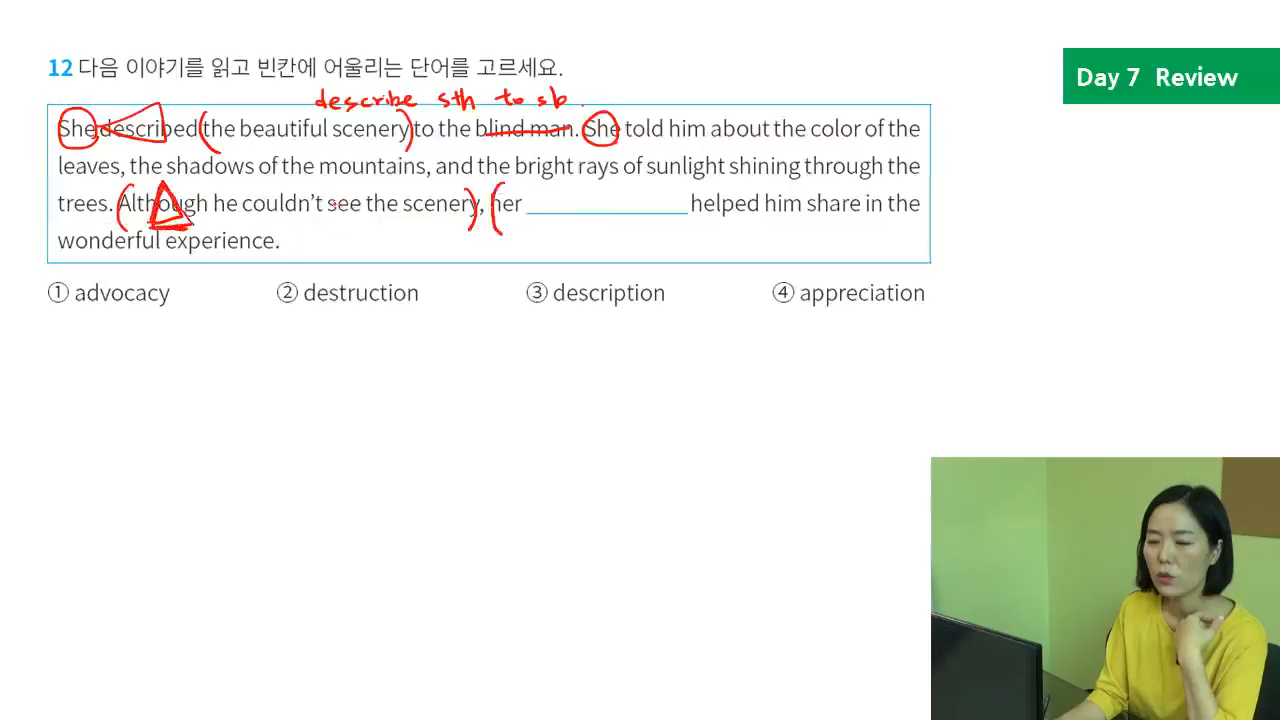 12 다음 이야기를 읽고 빈칸에 어울리는 단어를 고르세요.
Day 7 Review
describe sth to sb.
She described the beautiful scenery to the blind man. She told him about the color of the
leaves, the shadows of the mountains, and the bright rays of sunlight shining through the
trees. Although he couldn't see the scenery, her ____________ helped him share in the
wonderful experience.
① advocacy ② destruction ③ description ④ appreciation